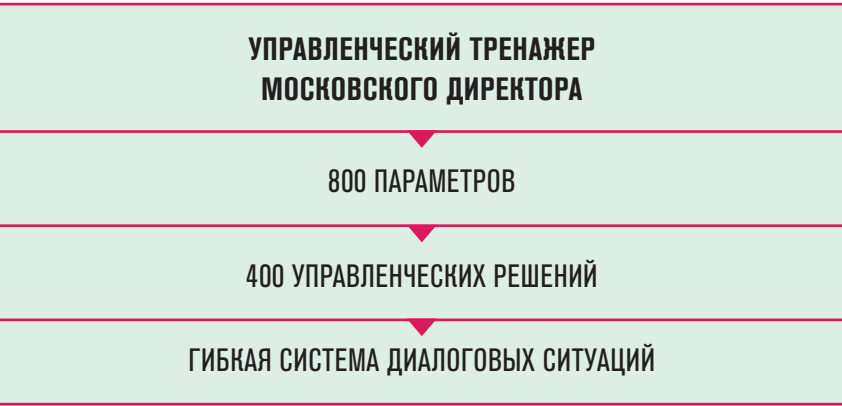 УПРАВЛЕНЧЕСКИЙ ТРЕНАЖЕР
МОСКОВСКОГО ДИРЕКТОРА
800 ПАРАМЕТРОВ
400 УПРАВЛЕНЧЕСКИХ РЕШЕНИЙ
ГИБКАЯ СИСТЕМА ДИАЛОГОВЫХ СИТУАЦИЙ